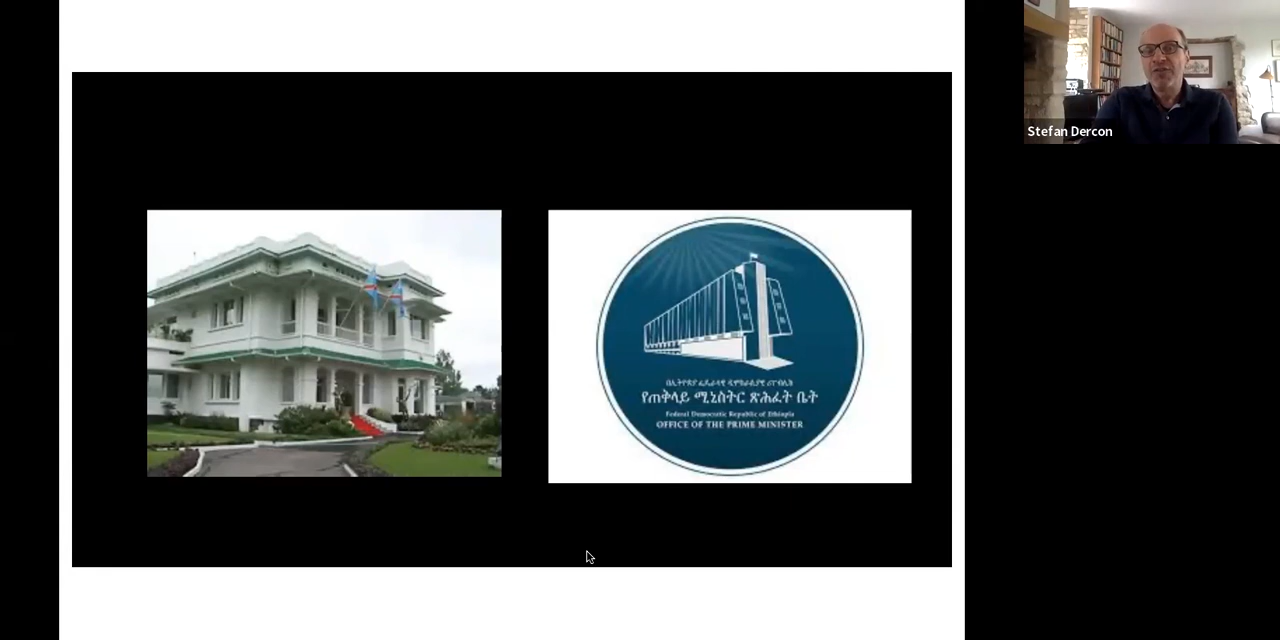 Stefan Dercon
የጠቅላይ ሚኒስትር ጽሕፈት ቤት
Federal Democratic Republic of Ethiopia
OFFICE OF THE PRIME MINISTER